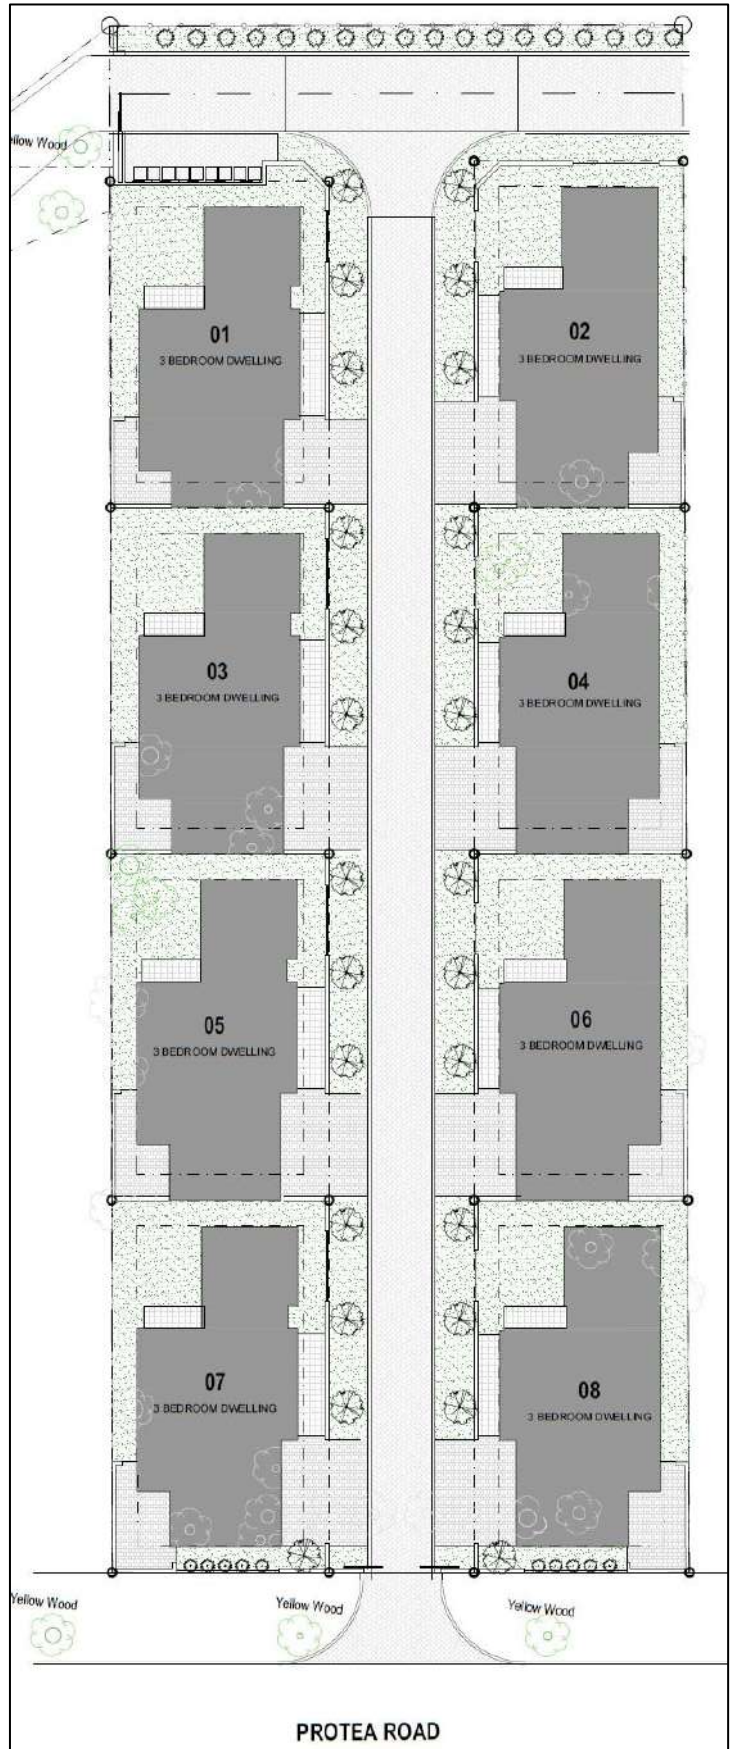 ellow Wood
01
3 BEDROOM DWELLING
02
3 BEDROOM DWELLING
03
3 BEDROOM DWELLING
04
3 BEDROOM DWELLING
05
3 BEDROOM DWELLING
06
3 BEDROOM DWELLING
07
3 BEDROOM DWELLING
08
3 BEDROOM DWELLING
Yellow Wood
Yellow Wood
Yellow Wood
PROTEA ROAD